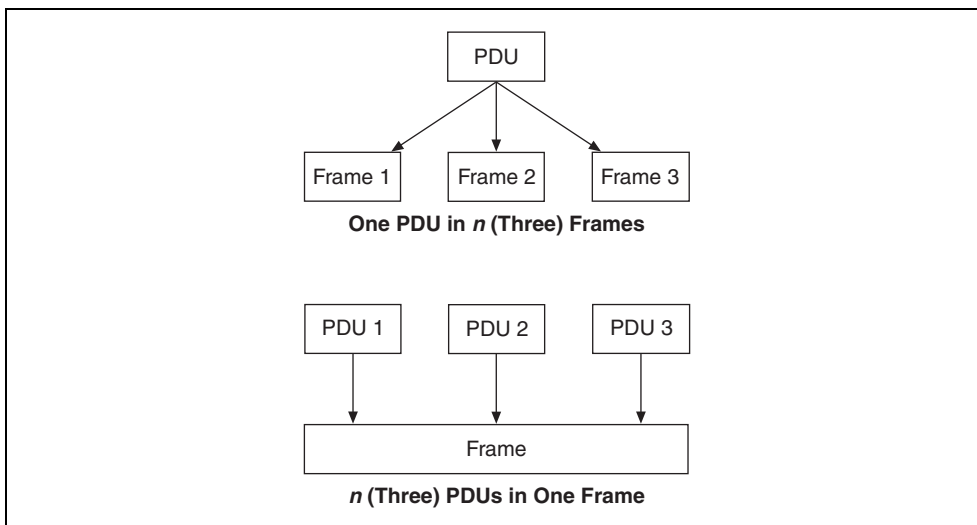 PDU
Frame 1 Frame 2 Frame 3
One PDU in n (Three) Frames
PDU 1 PDU 2 PDU 3
Frame
n (Three) PDUs in One Frame